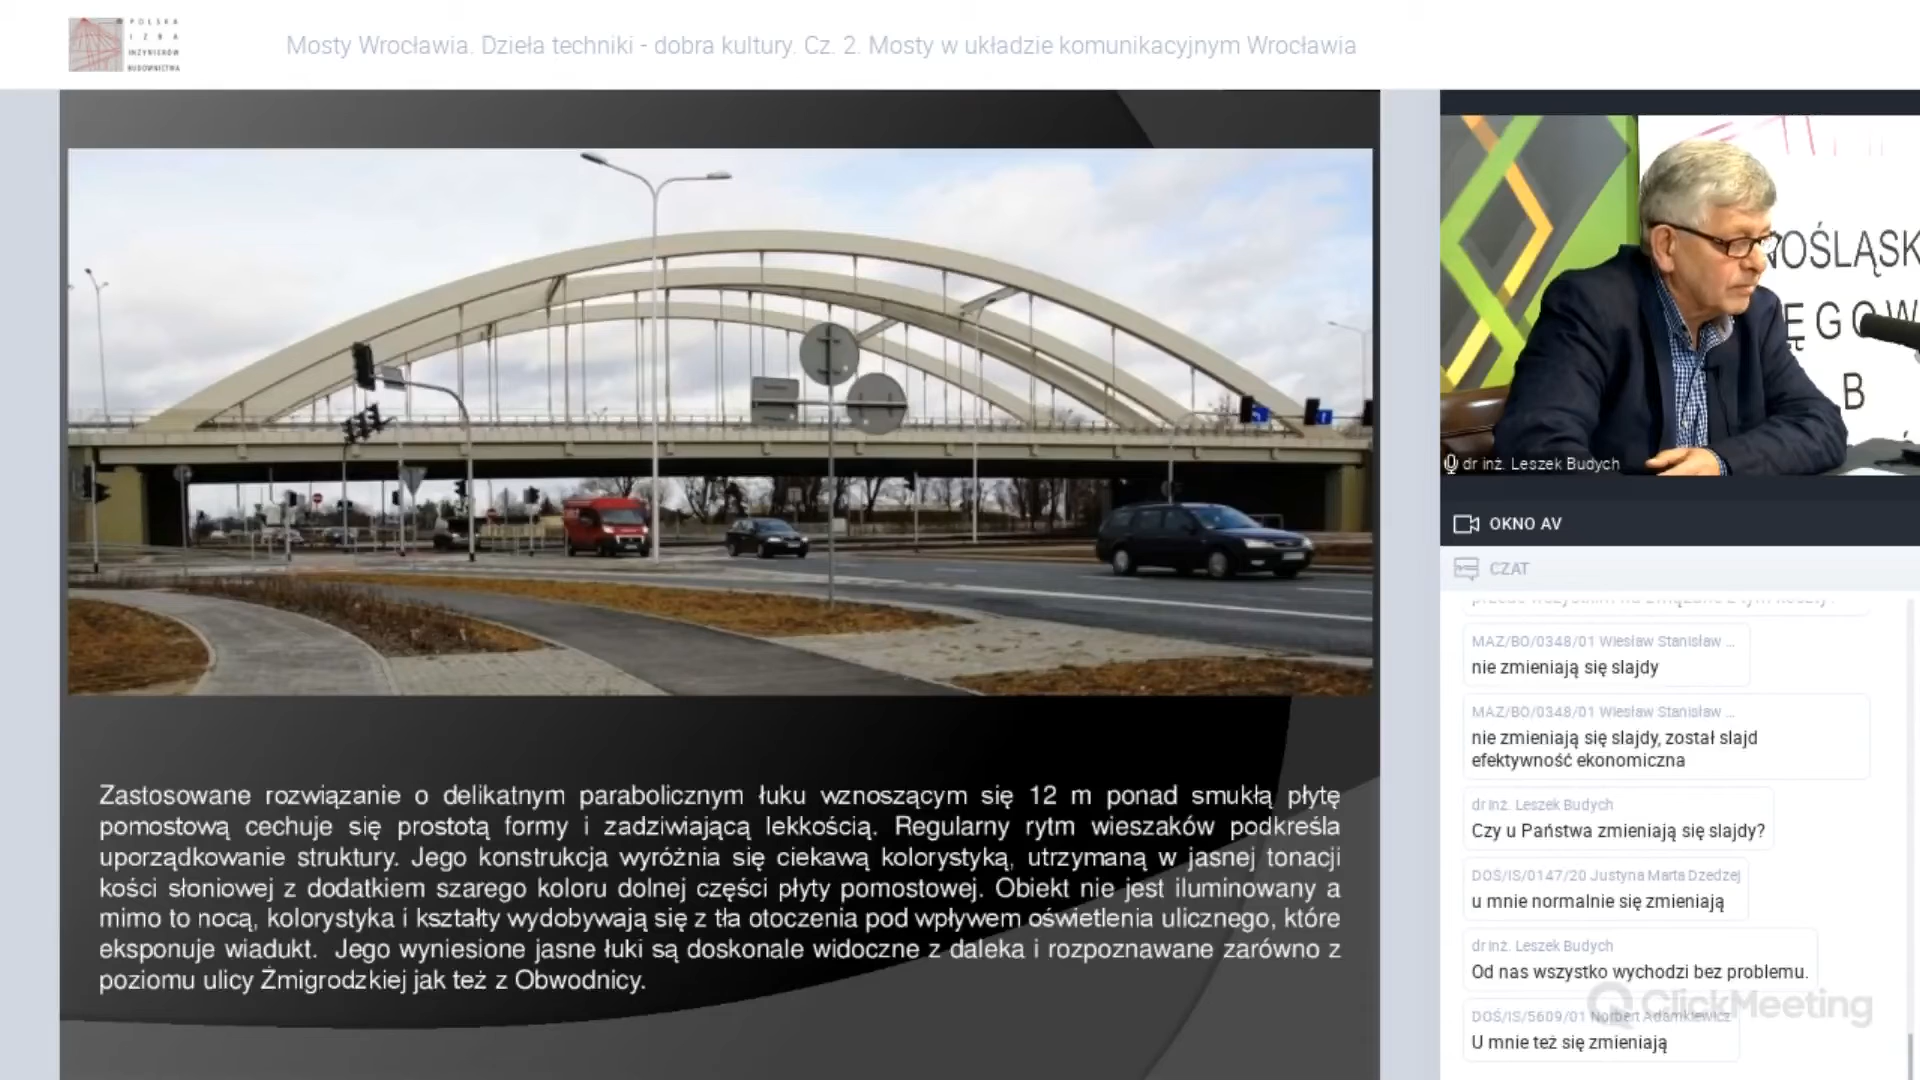 POLSKA
IZBA
INŻYNIERÓW
BUDOWNICTWA
Mosty Wrocławia. Dzieła techniki - dobra kultury. Cz. 2. Mosty w układzie komunikacyjnym Wrocławia
NOŚLĄSK
ĘGOW
B
dr inż. Leszek Budych
OKNO AV
CZAT
MAZ/BO/0348/01 Wiesław Stanisław ...
nie zmieniają się slajdy
MAZ/BO/0348/01 Wiesław Stanisław ...
nie zmieniają się slajdy, został slajd
efektywność ekonomiczna
dr inż. Leszek Budych
Czy u Państwa zmieniają się slajdy?
DOŚ/IS/0147/20 Justyna Marta Dzedzej
u mnie normalnie się zmieniają
dr inż. Leszek Budych
Od nas wszystko wychodzi bez problemu.
DOŚ/IS/5609/01 Norbert Adamkiewicz
U mnie też się zmieniają
ClickMeeting
Zastosowane rozwiązanie o delikatnym parabolicznym łuku wznoszącym się 12 m ponad smukłą płytę
pomostową cechuje się prostotą formy i zadziwiającą lekkością. Regularny rytm wieszaków podkreśla
uporządkowanie struktury. Jego konstrukcja wyróżnia się ciekawą kolorystyką, utrzymaną w jasnej tonacji
kości słoniowej z dodatkiem szarego koloru dolnej części płyty pomostowej. Obiekt nie jest iluminowany a
mimo to nocą, kolorystyka i kształty wydobywają się z tła otoczenia pod wpływem oświetlenia ulicznego, które
eksponuje wiadukt. Jego wyniesione jasne łuki są doskonale widoczne z daleka i rozpoznawane zarówno z
poziomu ulicy Żmigrodzkiej jak też z Obwodnicy.